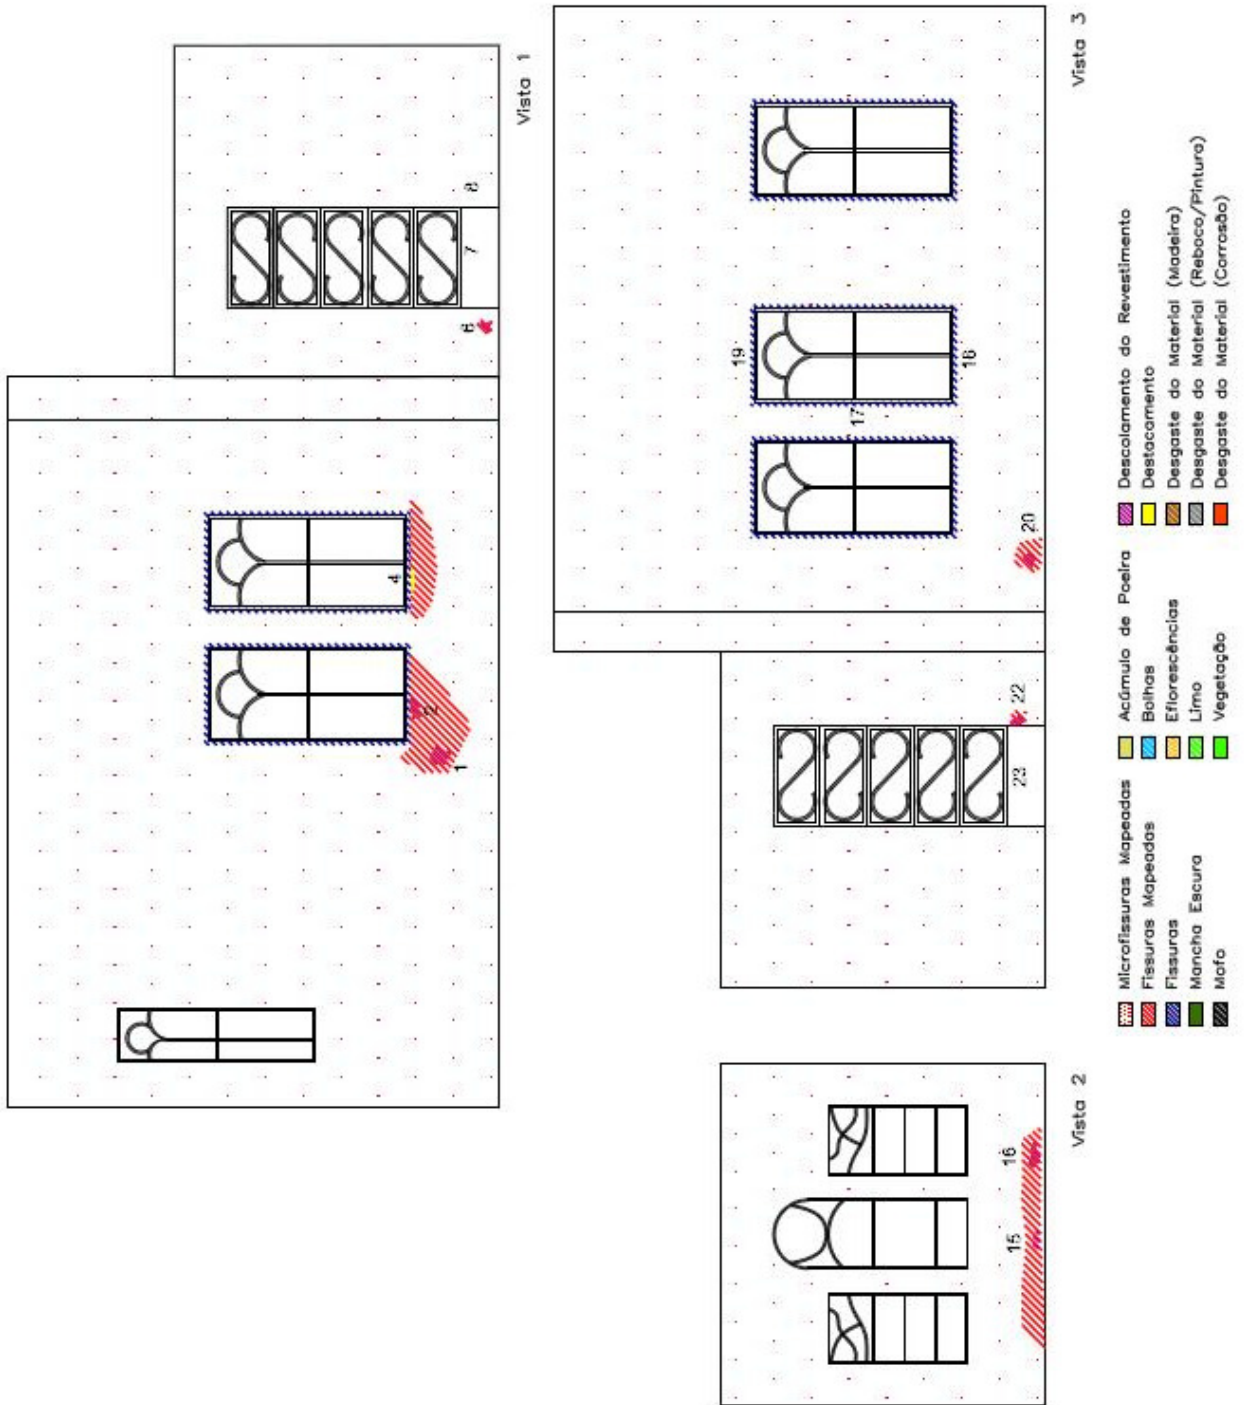 Vista 1
1
2
4
6
7
8
Vista 3
17
18
19
20
22
23
Vista 2
15
16
Microfissuras Mapeadas
Fissuras Mapeadas
Fissuras
Mancha Escura
Mofo
Acúmulo de Poeira
Bolhas
Eflorescências
Limo
Vegetação
Descolamento do Revestimento
Destacamento
Desgaste do Material (Madeira)
Desgaste do Material (Reboco/Pintura)
Desgaste do Material (Corrosão)